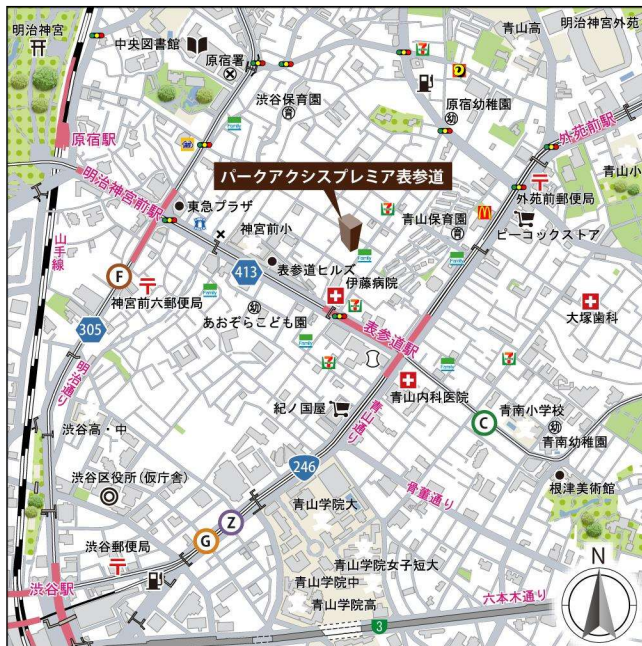 明治神宮
中央図書館
原宿署
青山高
明治神宮外苑
渋谷保育園
原宿幼稚園
幼
外苑前駅
原宿駅
明治神宮前駅
パークアクシスプレミア表参道
青山小
外苑前郵便局
東急プラザ
神宮前小
青山保育園
ピーコックストア
山手線
F
413
表参道ヒルズ
伊藤病院
神宮前六郵便局
幼
あおぞらこども園
大塚歯科
305
明治通り
表参道駅
青山内科医院
紀ノ国屋
青山通り
C
青南小学校
幼
青南幼稚園
渋谷高・中
246
骨董通り
根津美術館
渋谷区役所(仮庁舎)
青山学院大
G
Z
渋谷郵便局
青山学院女子短大
青山学院中
青山学院高
渋谷駅
六本木通り
N
3